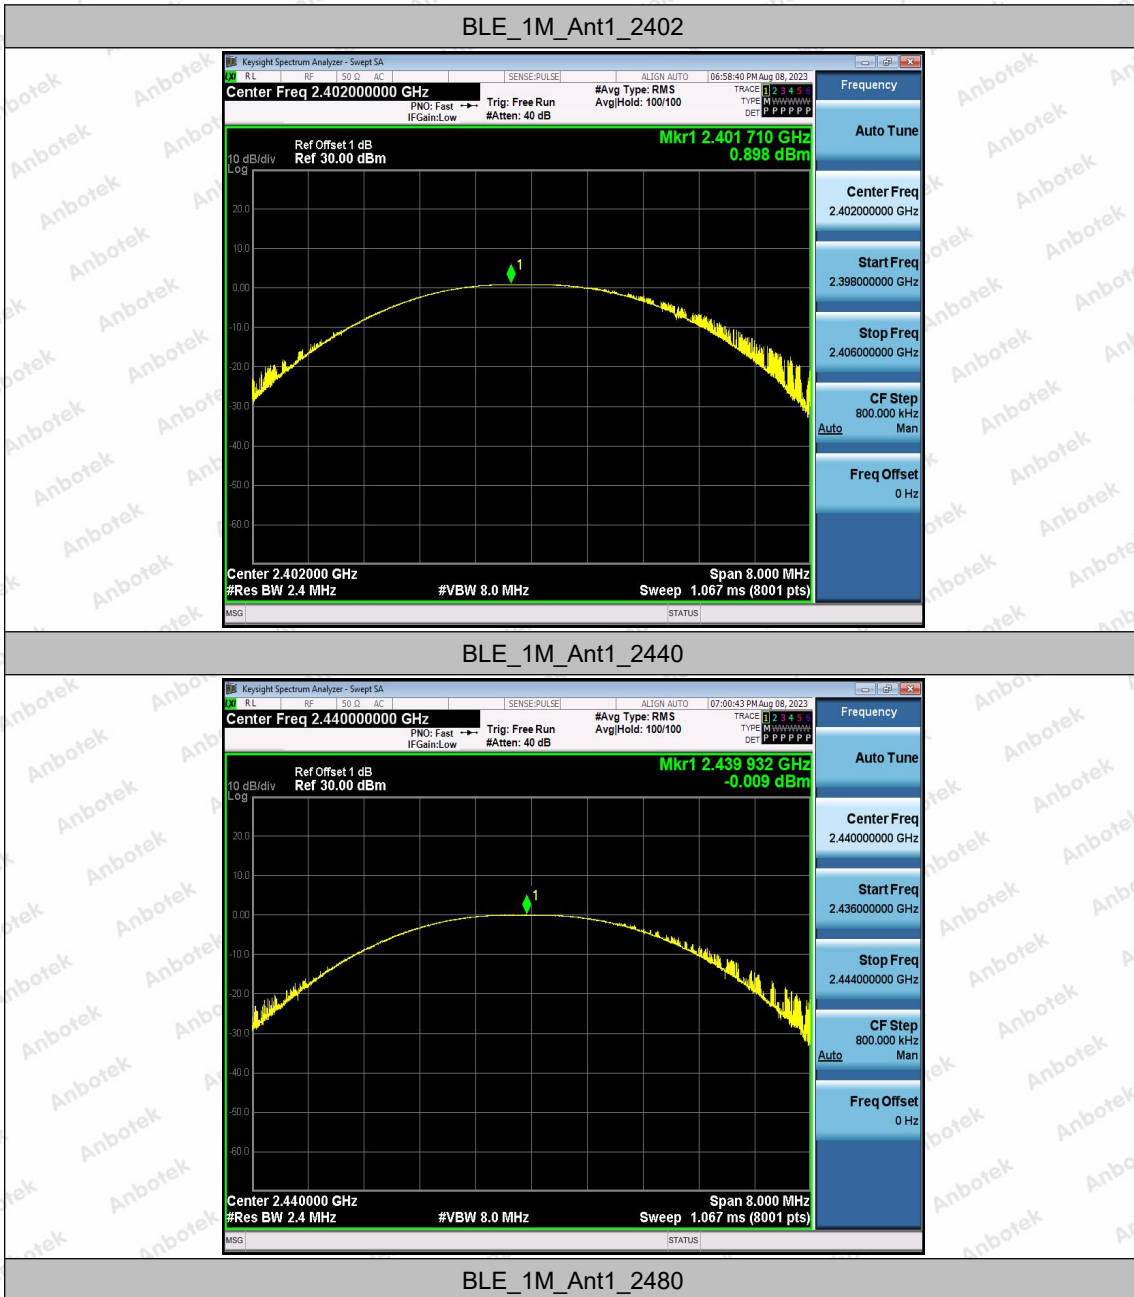 BLE_1M_Ant1_2402
Keysight Spectrum Analyzer - Swept SA
LXI RL RF 50 Ω AC SENSE:PULSE ALIGN AUTO 06:58:40 PM Aug 08, 2023
Center Freq 2.402000000 GHz
PNO: Fast
IFGain:Low
Trig: Free Run
#Atten: 40 dB
#Avg Type: RMS
Avg|Hold: 100/100
TRACE 1 2 3 4 5 6
TYPE M WWWWW
DET P P P P P P
Frequency
Auto Tune
Center Freq
2.402000000 GHz
Start Freq
2.398000000 GHz
Stop Freq
2.406000000 GHz
CF Step
800.000 kHz
Auto Man
Freq Offset
0 Hz
Mkr1 2.401 710 GHz
0.898 dBm
Ref Offset 1 dB
10 dB/div Ref 30.00 dBm
Log
20.0
10.0
0.00
-10.0
-20.0
-30.0
-40.0
-50.0
-60.0
1
Center 2.402000 GHz Span 8.000 MHz
#Res BW 2.4 MHz #VBW 8.0 MHz Sweep 1.067 ms (8001 pts)
MSG STATUS
BLE_1M_Ant1_2440
Keysight Spectrum Analyzer - Swept SA
LXI RL RF 50 Ω AC SENSE:PULSE ALIGN AUTO 07:00:43 PM Aug 08, 2023
Center Freq 2.440000000 GHz
PNO: Fast
IFGain:Low
Trig: Free Run
#Atten: 40 dB
#Avg Type: RMS
Avg|Hold: 100/100
TRACE 1 2 3 4 5 6
TYPE M WWWWW
DET P P P P P P
Frequency
Auto Tune
Center Freq
2.440000000 GHz
Start Freq
2.436000000 GHz
Stop Freq
2.444000000 GHz
CF Step
800.000 kHz
Auto Man
Freq Offset
0 Hz
Mkr1 2.439 932 GHz
-0.009 dBm
Ref Offset 1 dB
10 dB/div Ref 30.00 dBm
Log
20.0
10.0
0.00
-10.0
-20.0
-30.0
-40.0
-50.0
-60.0
1
Center 2.440000 GHz Span 8.000 MHz
#Res BW 2.4 MHz #VBW 8.0 MHz Sweep 1.067 ms (8001 pts)
MSG STATUS
BLE_1M_Ant1_2480
Anbotek